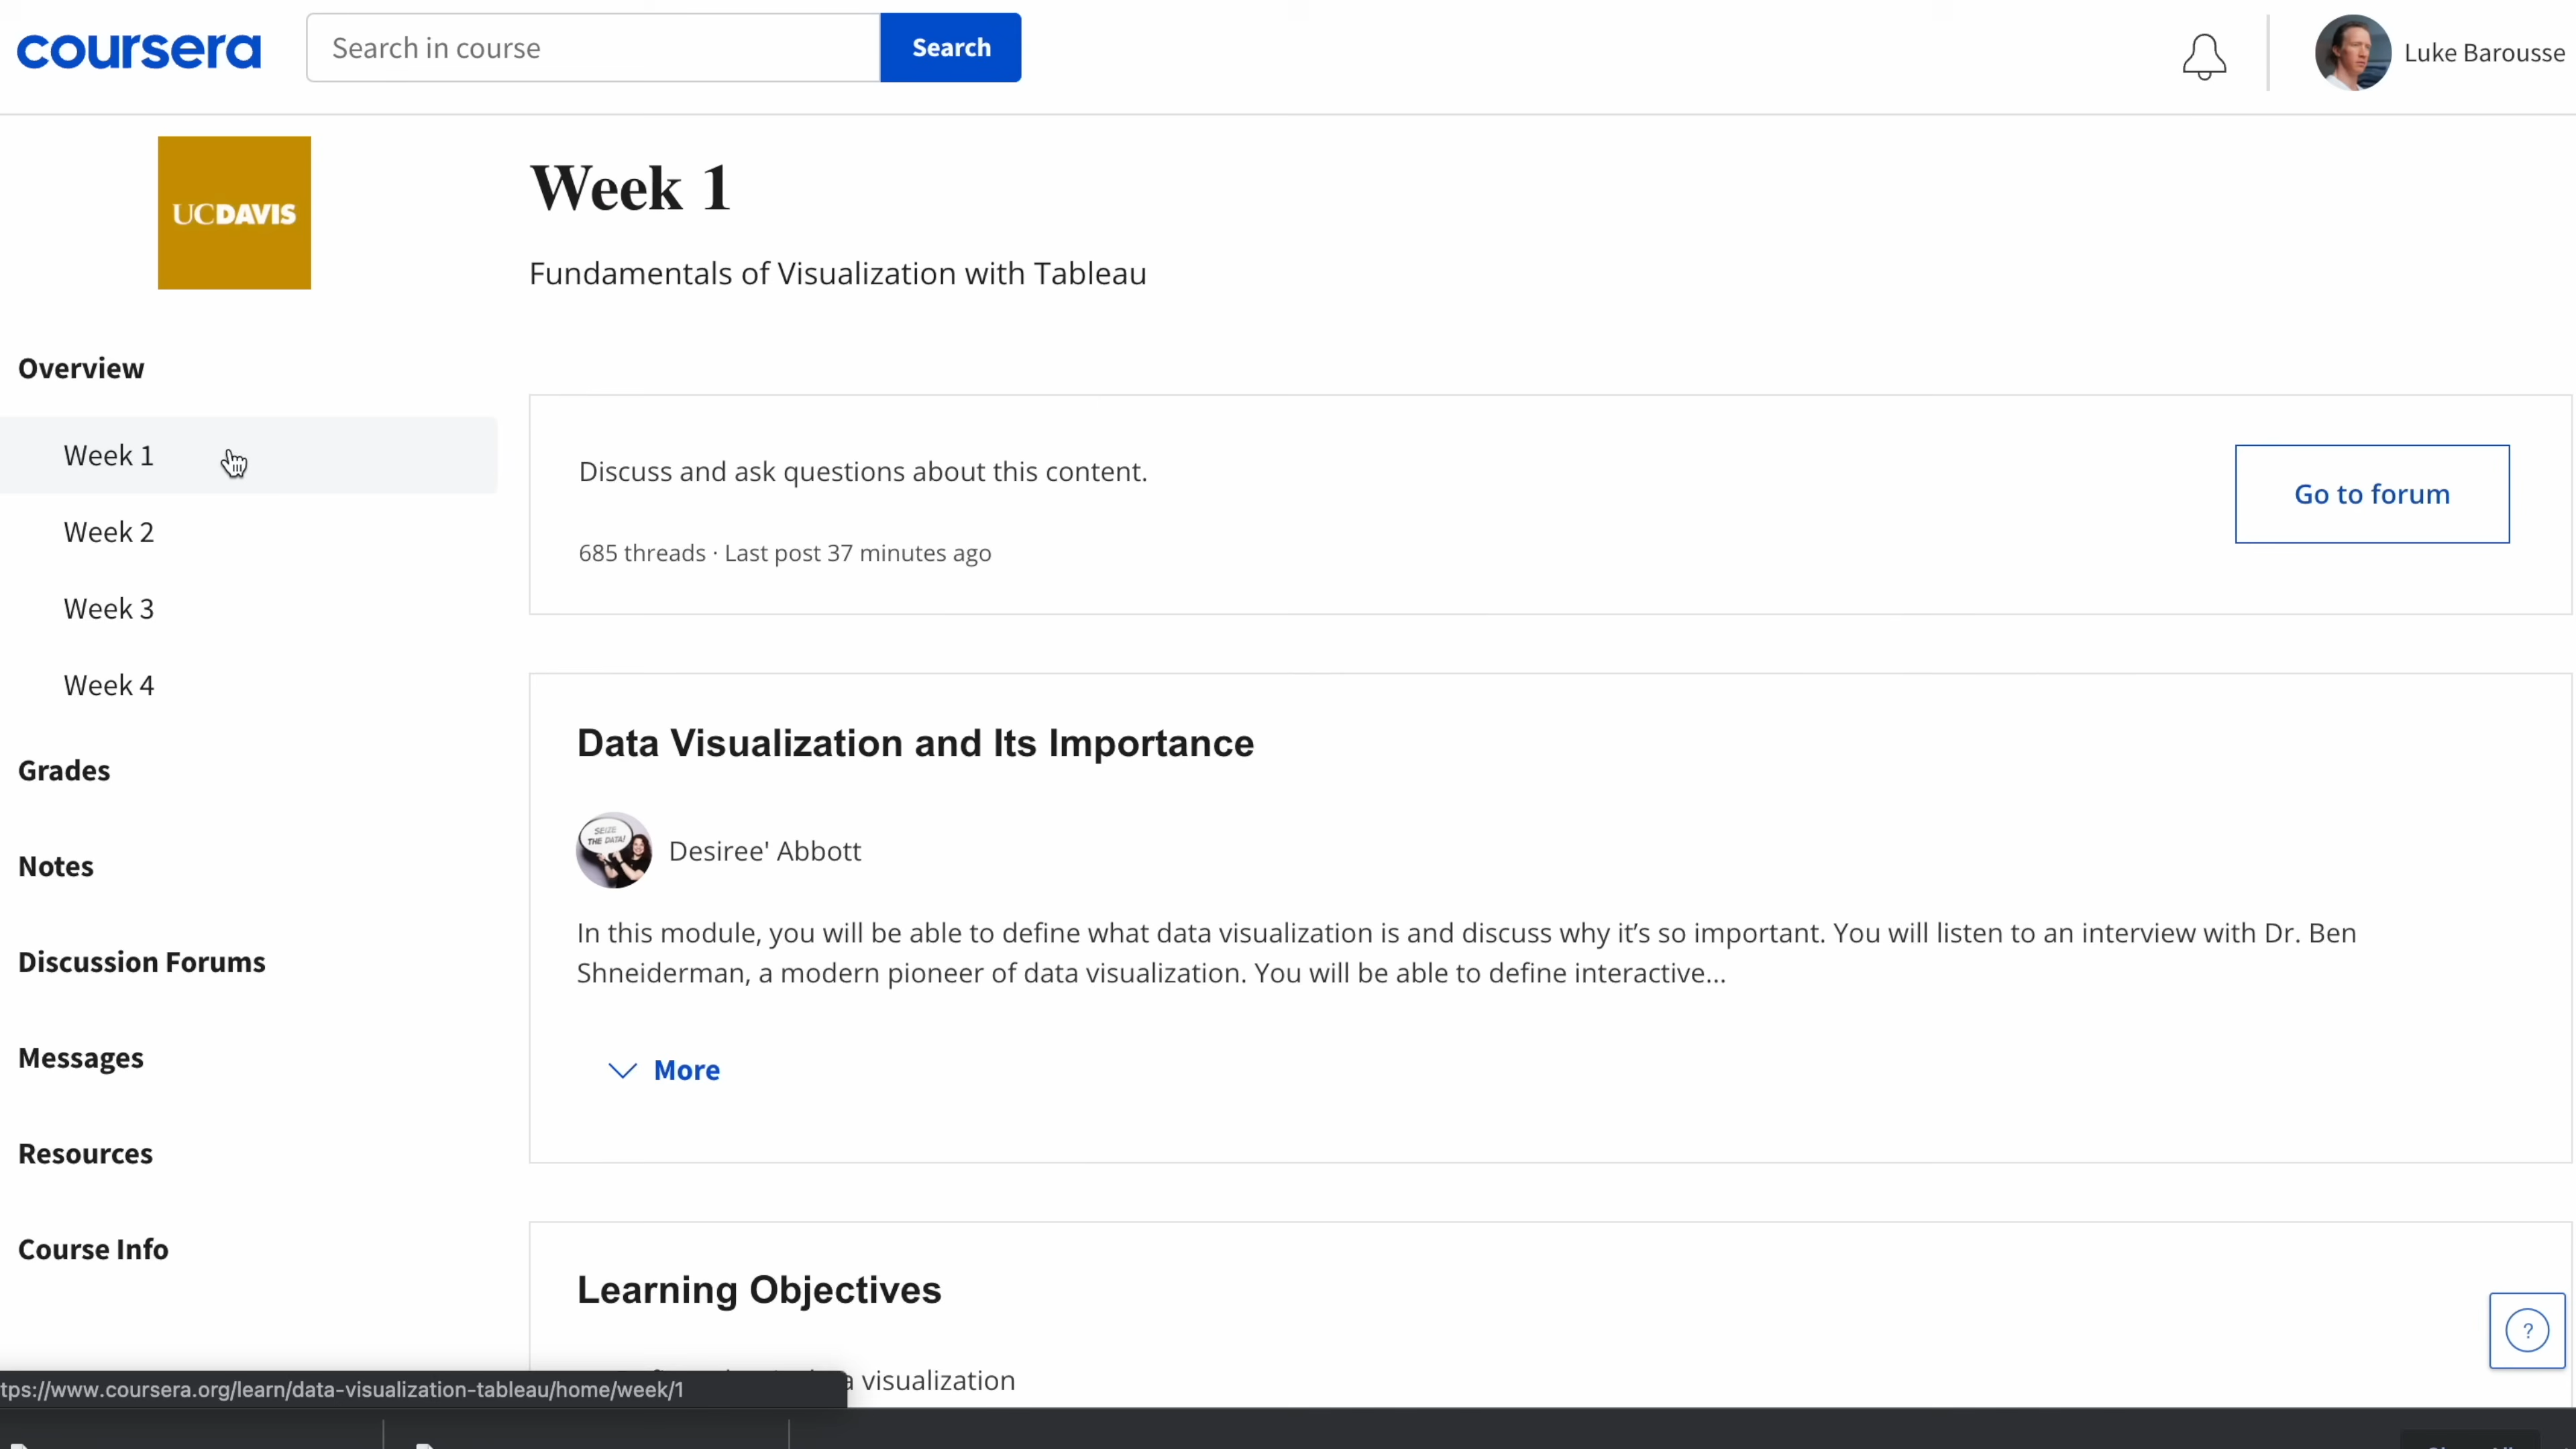 coursera
Search in course
Search
Luke Barousse
UCDAVIS
Week 1
Fundamentals of Visualization with Tableau
Overview
Week 1
Week 2
Week 3
Week 4
Grades
Notes
Discussion Forums
Messages
Resources
Course Info
Discuss and ask questions about this content.
685 threads · Last post 37 minutes ago
Go to forum
Data Visualization and Its Importance
SEIZE
THE DATA!
Desiree' Abbott
In this module, you will be able to define what data visualization is and discuss why it’s so important. You will listen to an interview with Dr. Ben
Shneiderman, a modern pioneer of data visualization. You will be able to define interactive...
More
Learning Objectives
visualization
?
tps://www.coursera.org/learn/data-visualization-tableau/home/week/1